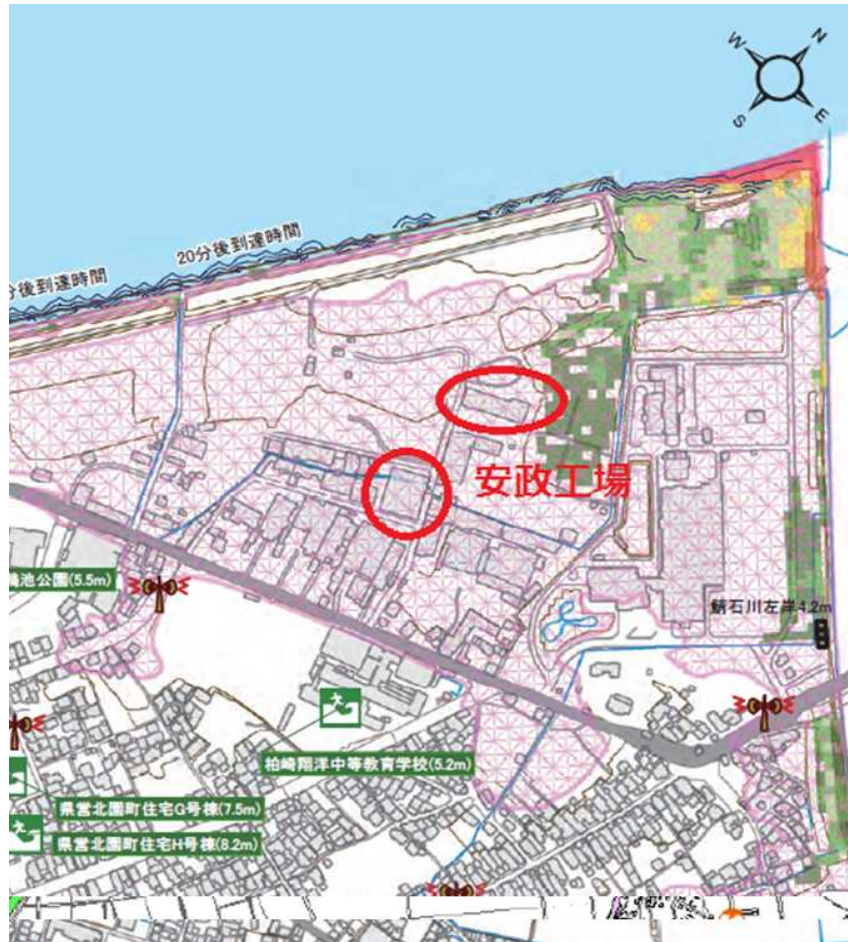 W
N
S
E
20分後到達時間
分後到達時間
安政工場
池公園(5.5m)
鯖石川左岸4.2m
柏崎翔洋中等教育学校(5.2m)
県営北園町住宅G号棟(7.5m)
県営北園町住宅H号棟(8.2m)